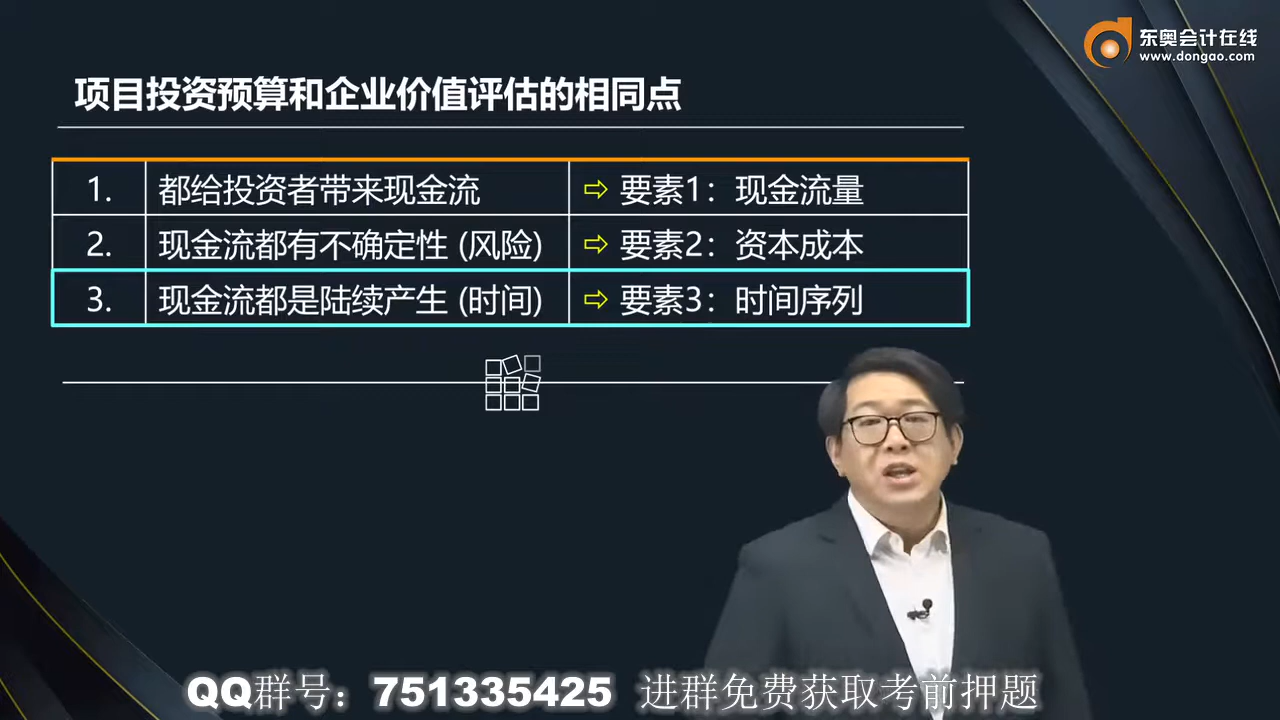 东奥会计在线
www.dongao.com
项目投资预算和企业价值评估的相同点
1. 都给投资者带来现金流 ⇨ 要素1：现金流量
2. 现金流都有不确定性 (风险) ⇨ 要素2：资本成本
3. 现金流都是陆续产生 (时间) ⇨ 要素3：时间序列
QQ群号：751335425 进群免费获取考前押题